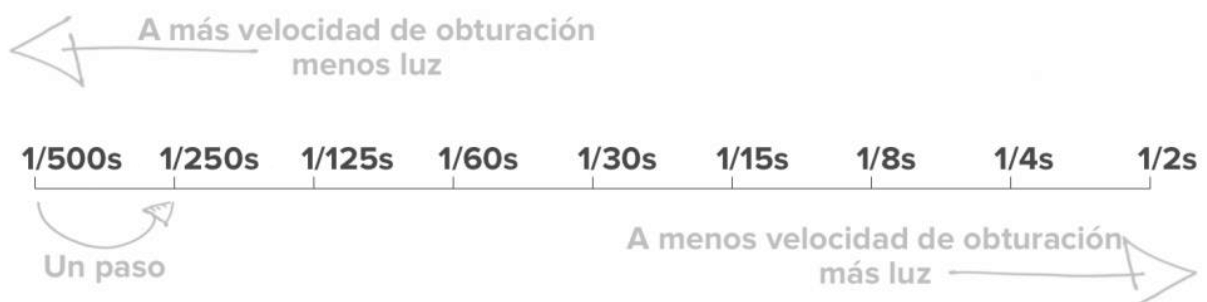 A más velocidad de obturación
menos luz
1/500s 1/250s 1/125s 1/60s 1/30s 1/15s 1/8s 1/4s 1/2s
Un paso
A menos velocidad de obturación
más luz